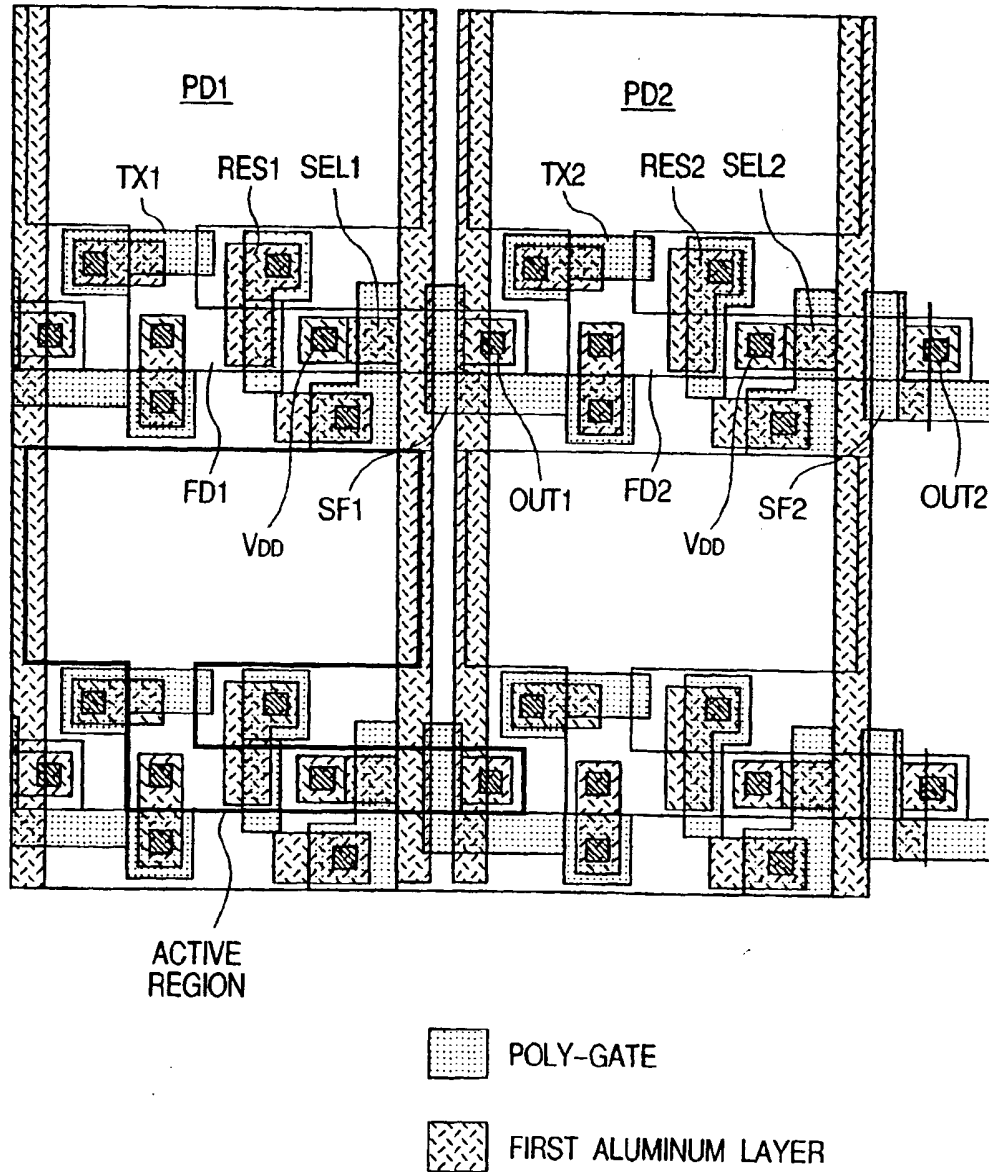 PD1
PD2
TX1
RES1
SEL1
TX2
RES2
SEL2
FD1
VDD
SF1
OUT1
FD2
VDD
SF2
OUT2
ACTIVE
REGION
POLY-GATE
FIRST ALUMINUM LAYER